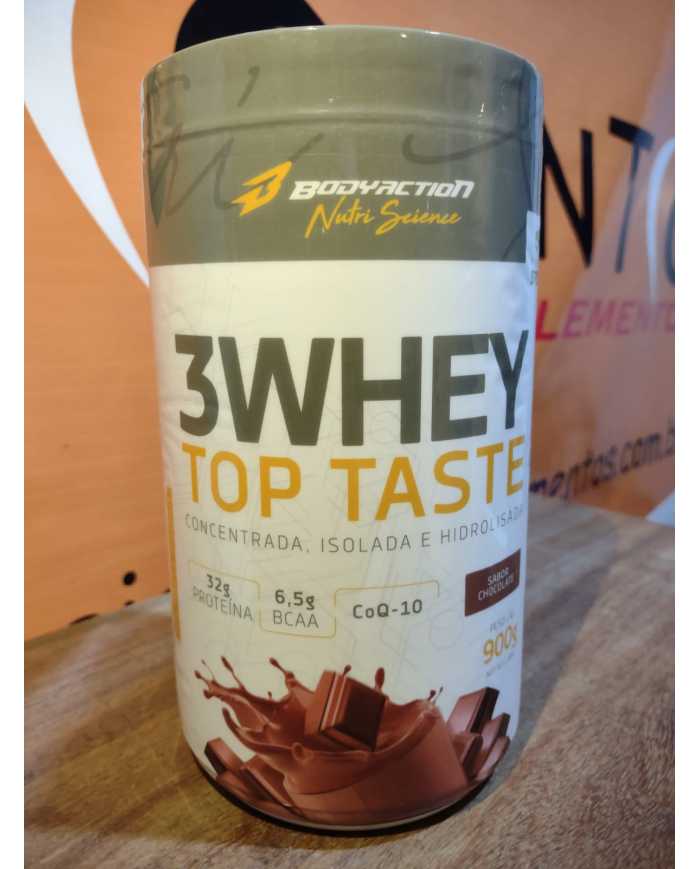 BODYACTION
Nutri Science
3WHEY
TOP TASTE
CONCENTRADA, ISOLADA E HIDROLISADA
32g
PROTEÍNA
6,5g
BCAA
CoQ-10
SABOR
CHOCOLATE
900g